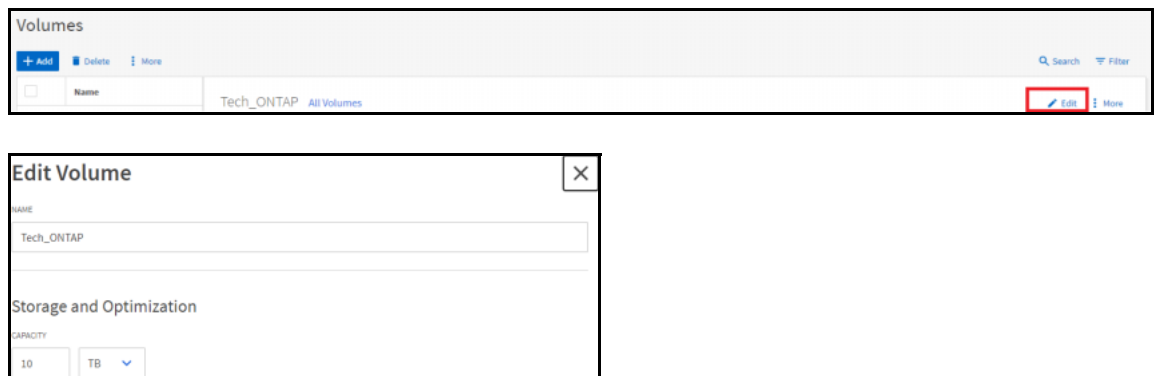 Volumes
+ Add Delete More Search Filter
Name
Tech_ONTAP All Volumes Edit More
Edit Volume
NAME
Tech_ONTAP
Storage and Optimization
CAPACITY
10 TB